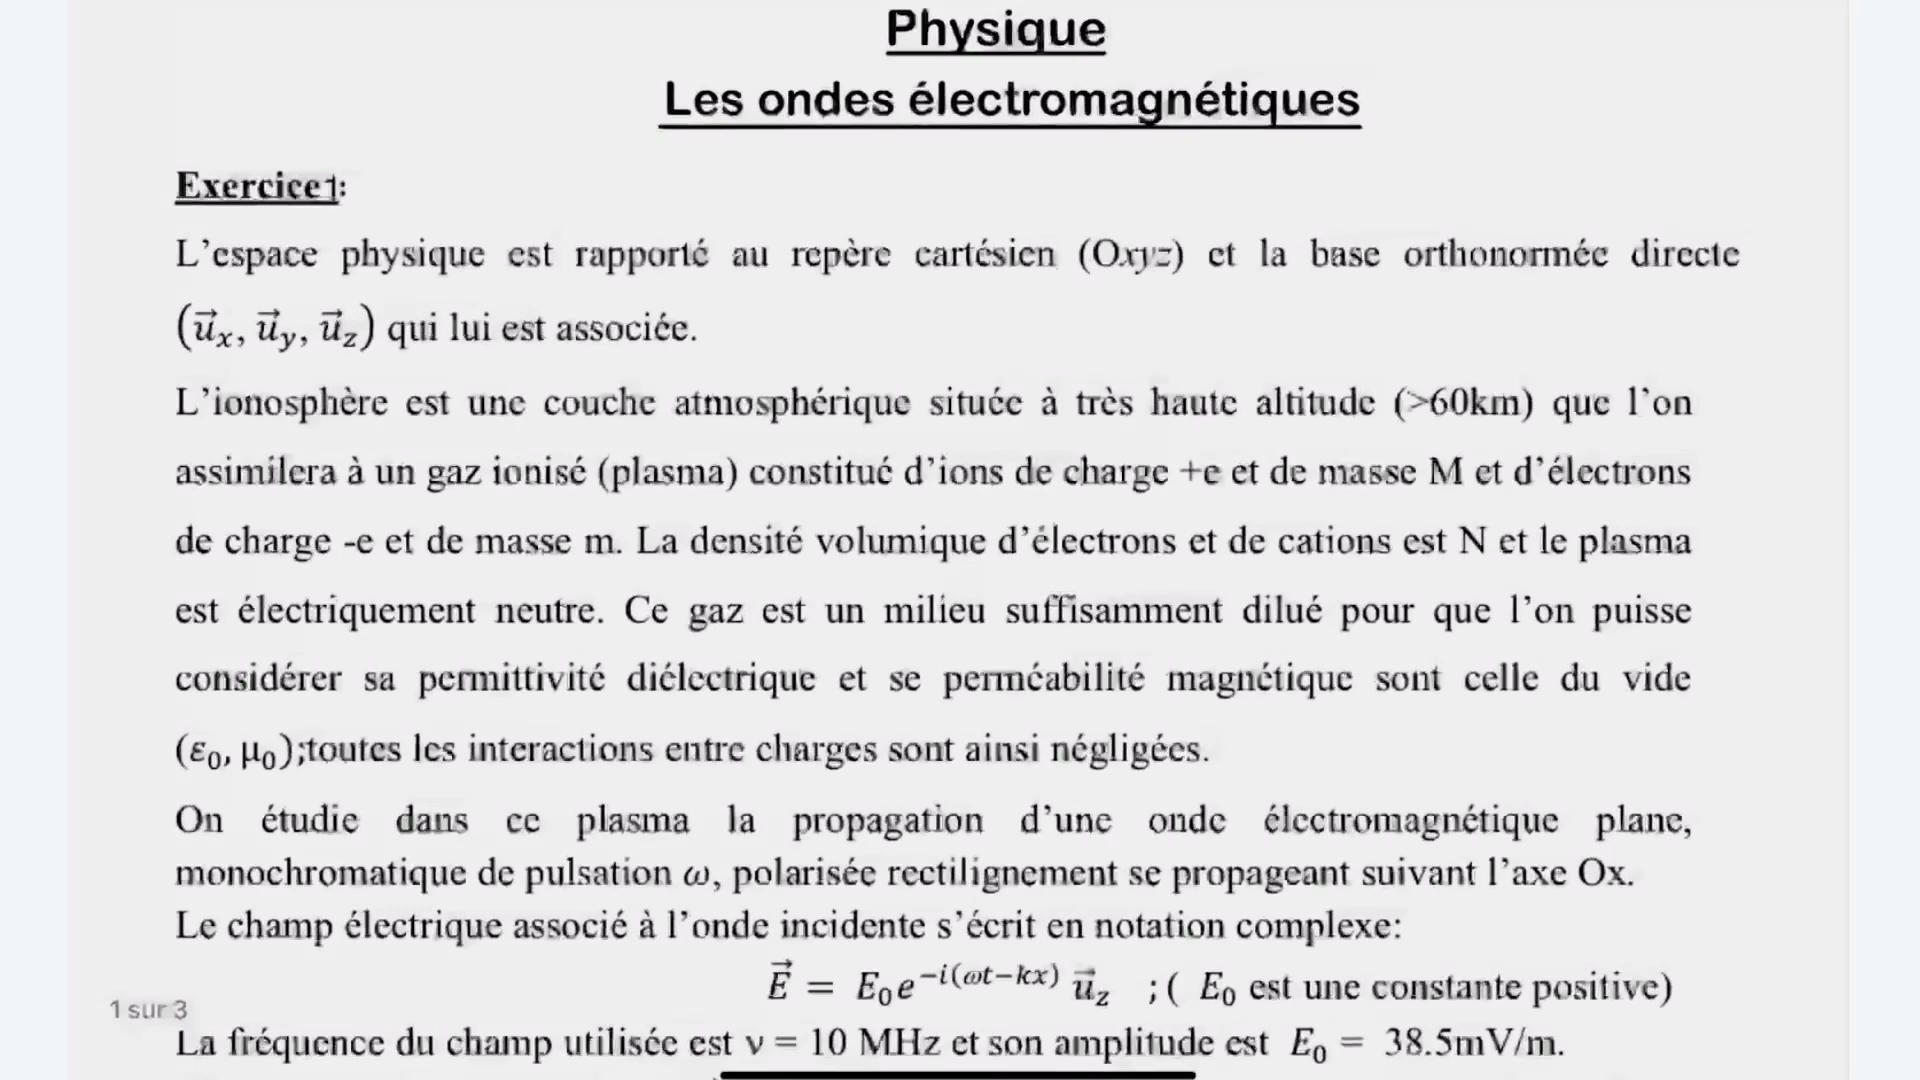 Physique
Les ondes électromagnétiques
Exercice1:
L'espace physique est rapporté au repère cartésien (Oxyz) et la base orthonormée directe
(u⃗x, u⃗y, u⃗z) qui lui est associée.
L'ionosphère est une couche atmosphérique située à très haute altitude (>60km) que l'on
assimilera à un gaz ionisé (plasma) constitué d'ions de charge +e et de masse M et d'électrons
de charge -e et de masse m. La densité volumique d'électrons et de cations est N et le plasma
est électriquement neutre. Ce gaz est un milieu suffisamment dilué pour que l'on puisse
considérer sa permittivité diélectrique et se perméabilité magnétique sont celle du vide
(ε₀, μ₀);toutes les interactions entre charges sont ainsi négligées.
On étudie dans ce plasma la propagation d'une onde électromagnétique plane,
monochromatique de pulsation ω, polarisée rectilignement se propageant suivant l'axe Ox.
Le champ électrique associé à l'onde incidente s'écrit en notation complexe:
E⃗ = E₀e^{−i(ωt−kx)} u⃗z ; ( E₀ est une constante positive)
1 sur 3
La fréquence du champ utilisée est ν = 10 MHz et son amplitude est E₀ = 38.5mV/m.